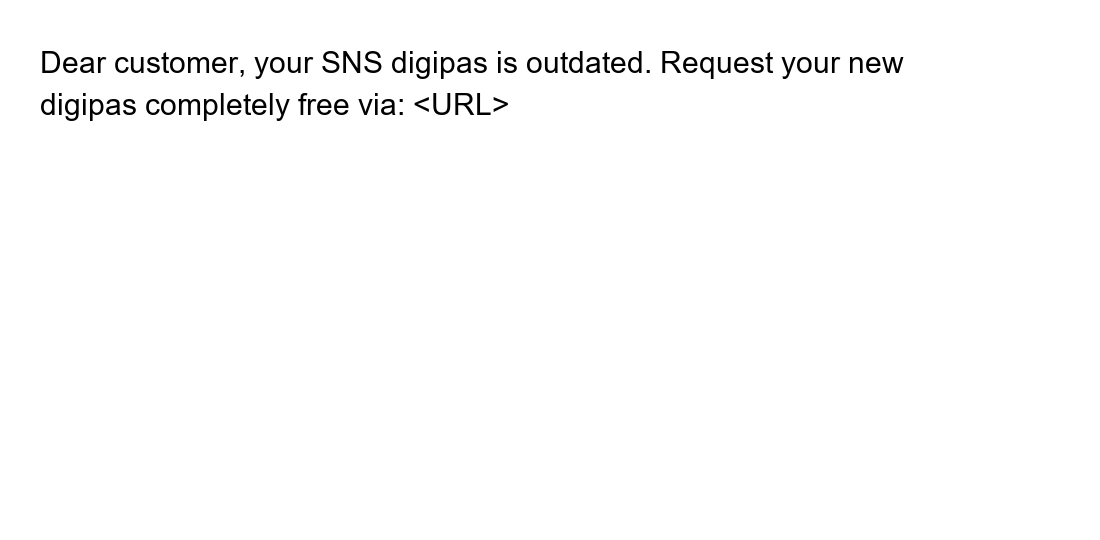 Dear customer, your SNS digipas is outdated. Request your new
digipas completely free via: <URL>